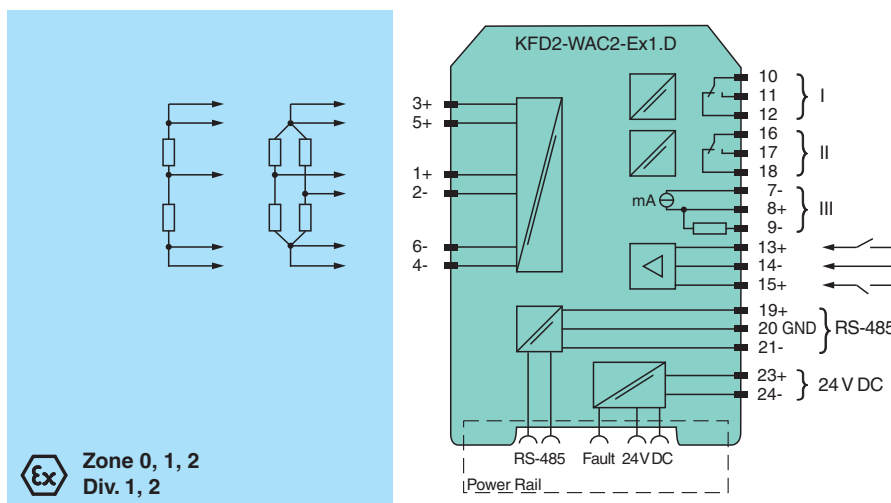 KFD2-WAC2-Ex1.D
3+
5+
1+
2-
6-
4-
mA
10
11
12
I
16
17
18
II
7-
8+
9-
III
13+
14-
15+
19+
20 GND
21-
RS-485
23+
24-
24 V DC
RS-485 Fault 24V DC
Power Rail
Ex
Zone 0, 1, 2
Div. 1, 2